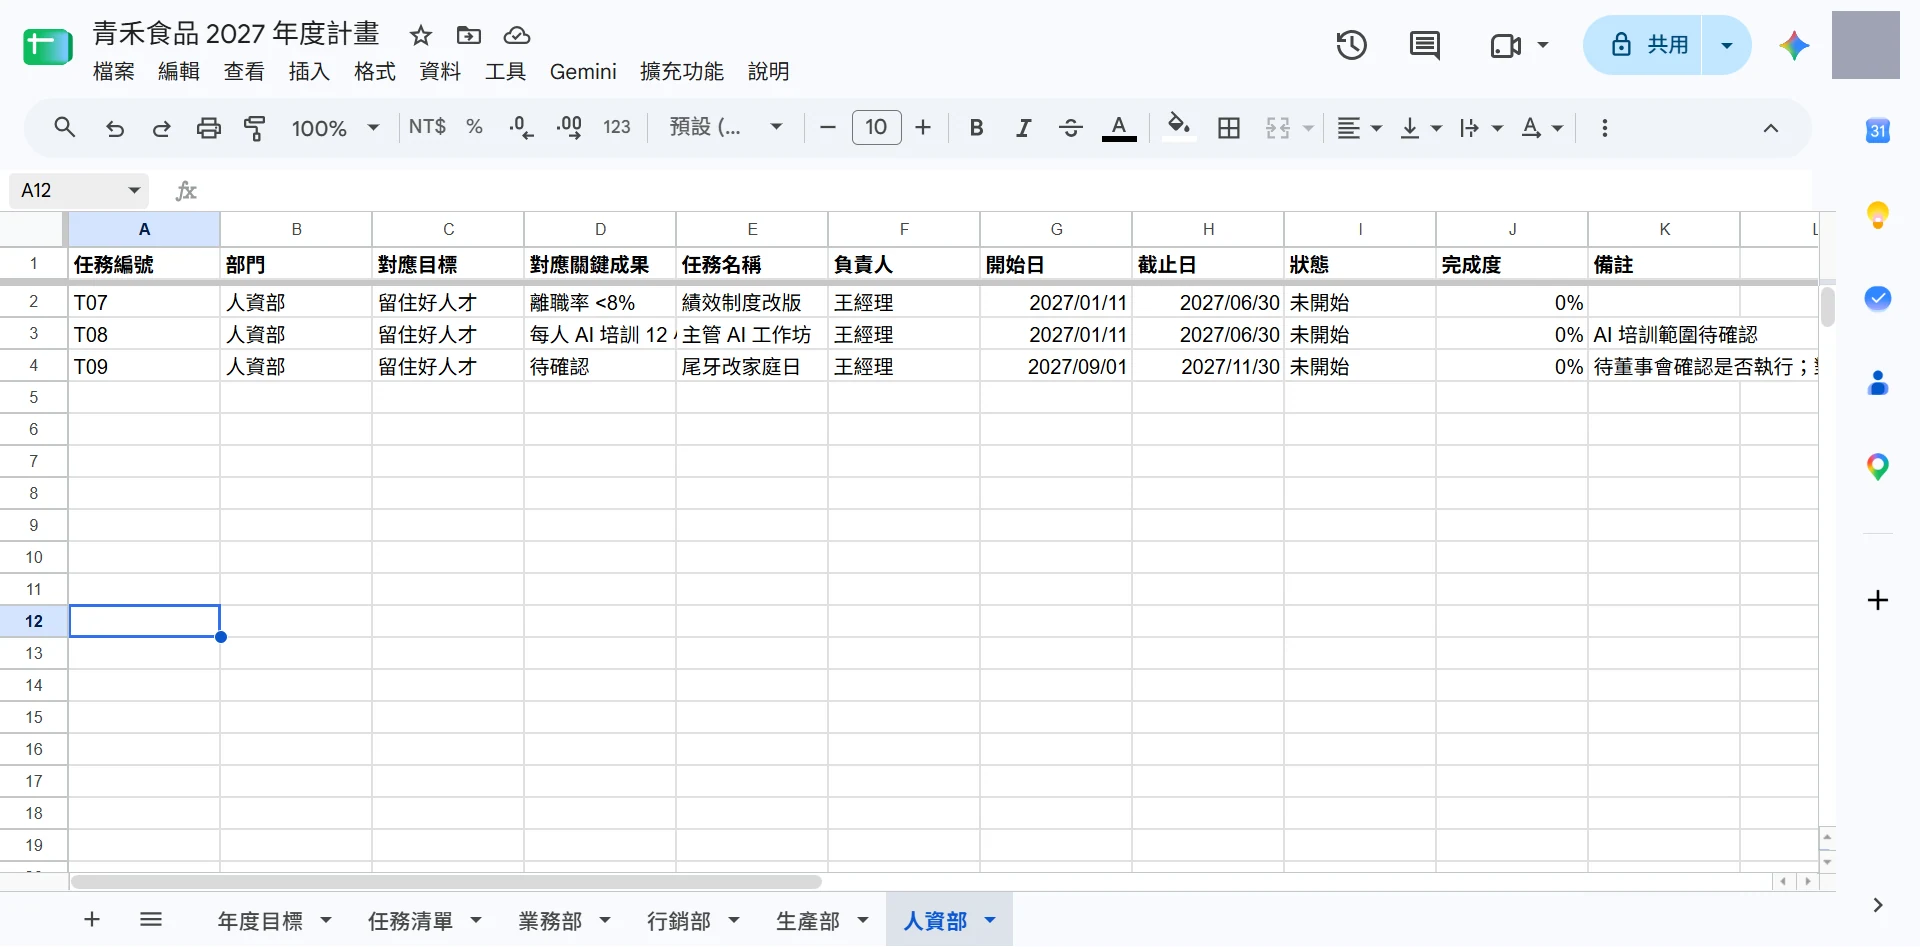 青禾食品 2027 年度計畫
檔案 編輯 查看 插入 格式 資料 工具 Gemini 擴充功能 說明
共用
100% NT$ % .0 .00 123 預設 (... 10 B I A A
31
A12 fx
A B C D E F G H I J K L
1 任務編號 部門 對應目標 對應關鍵成果 任務名稱 負責人 開始日 截止日 狀態 完成度 備註
2 T07 人資部 留住好人才 離職率 <8% 績效制度改版 王經理 2027/01/11 2027/06/30 未開始 0%
3 T08 人資部 留住好人才 每人 AI 培訓 12 主管 AI 工作坊 王經理 2027/01/11 2027/06/30 未開始 0% AI 培訓範圍待確認
4 T09 人資部 留住好人才 待確認 尾牙改家庭日 王經理 2027/09/01 2027/11/30 未開始 0% 待董事會確認是否執行；
5
6
7
8
9
10
11
12
13
14
15
16
17
18
19
年度目標 任務清單 業務部 行銷部 生產部 人資部